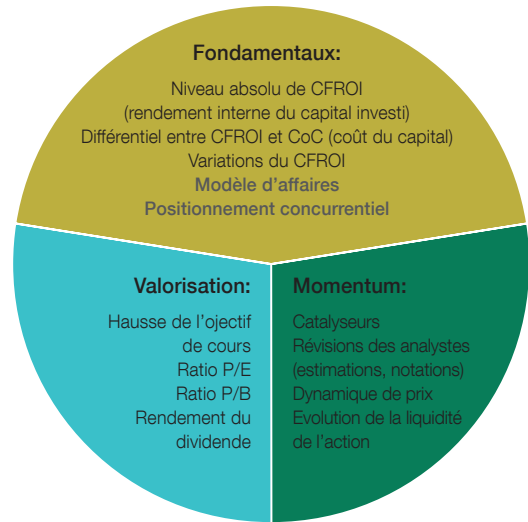 Fondamentaux:
Niveau absolu de CFROI
(rendement interne du capital investi)
Différentiel entre CFROI et CoC (coût du capital)
Variations du CFROI
Modèle d'affaires
Positionnement concurrentiel
Valorisation:
Hausse de l'ojectif
de cours
Ratio P/E
Ratio P/B
Rendement du
dividende
Momentum:
Catalyseurs
Révisions des analystes
(estimations, notations)
Dynamique de prix
Evolution de la liquidité
de l'action